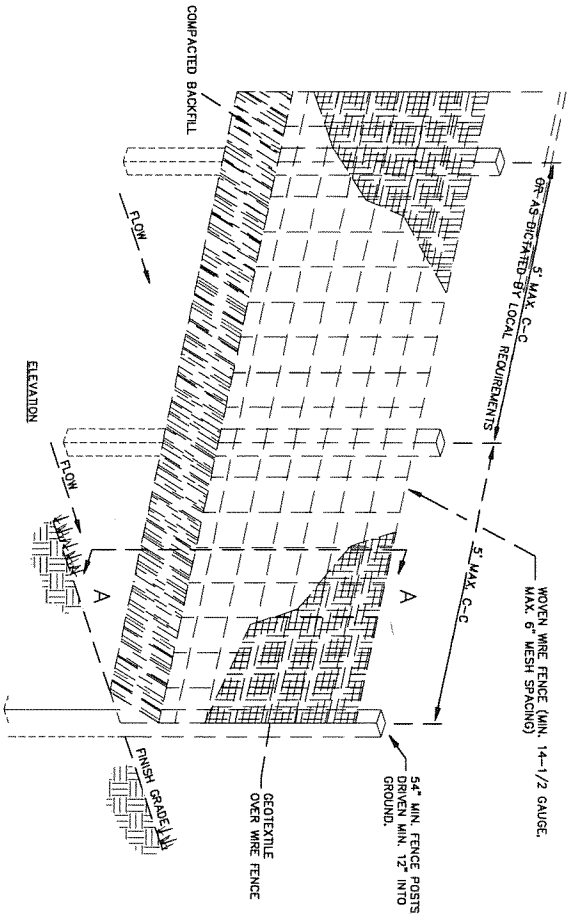 WOVEN WIRE FENCE (MIN. 14-1/2 GAUGE,
MAX. 6" MESH SPACING)
54" MIN. FENCE POSTS
DRIVEN MIN. 12" INTO
GROUND.
5' MAX. C-C
OR AS DICTATED BY LOCAL REQUIREMENTS
5' MAX. C-C
A
A
GEOTEXTILE
OVER WIRE FENCE
COMPACTED BACKFILL
FLOW
FLOW
FINISH GRADE
ELEVATION